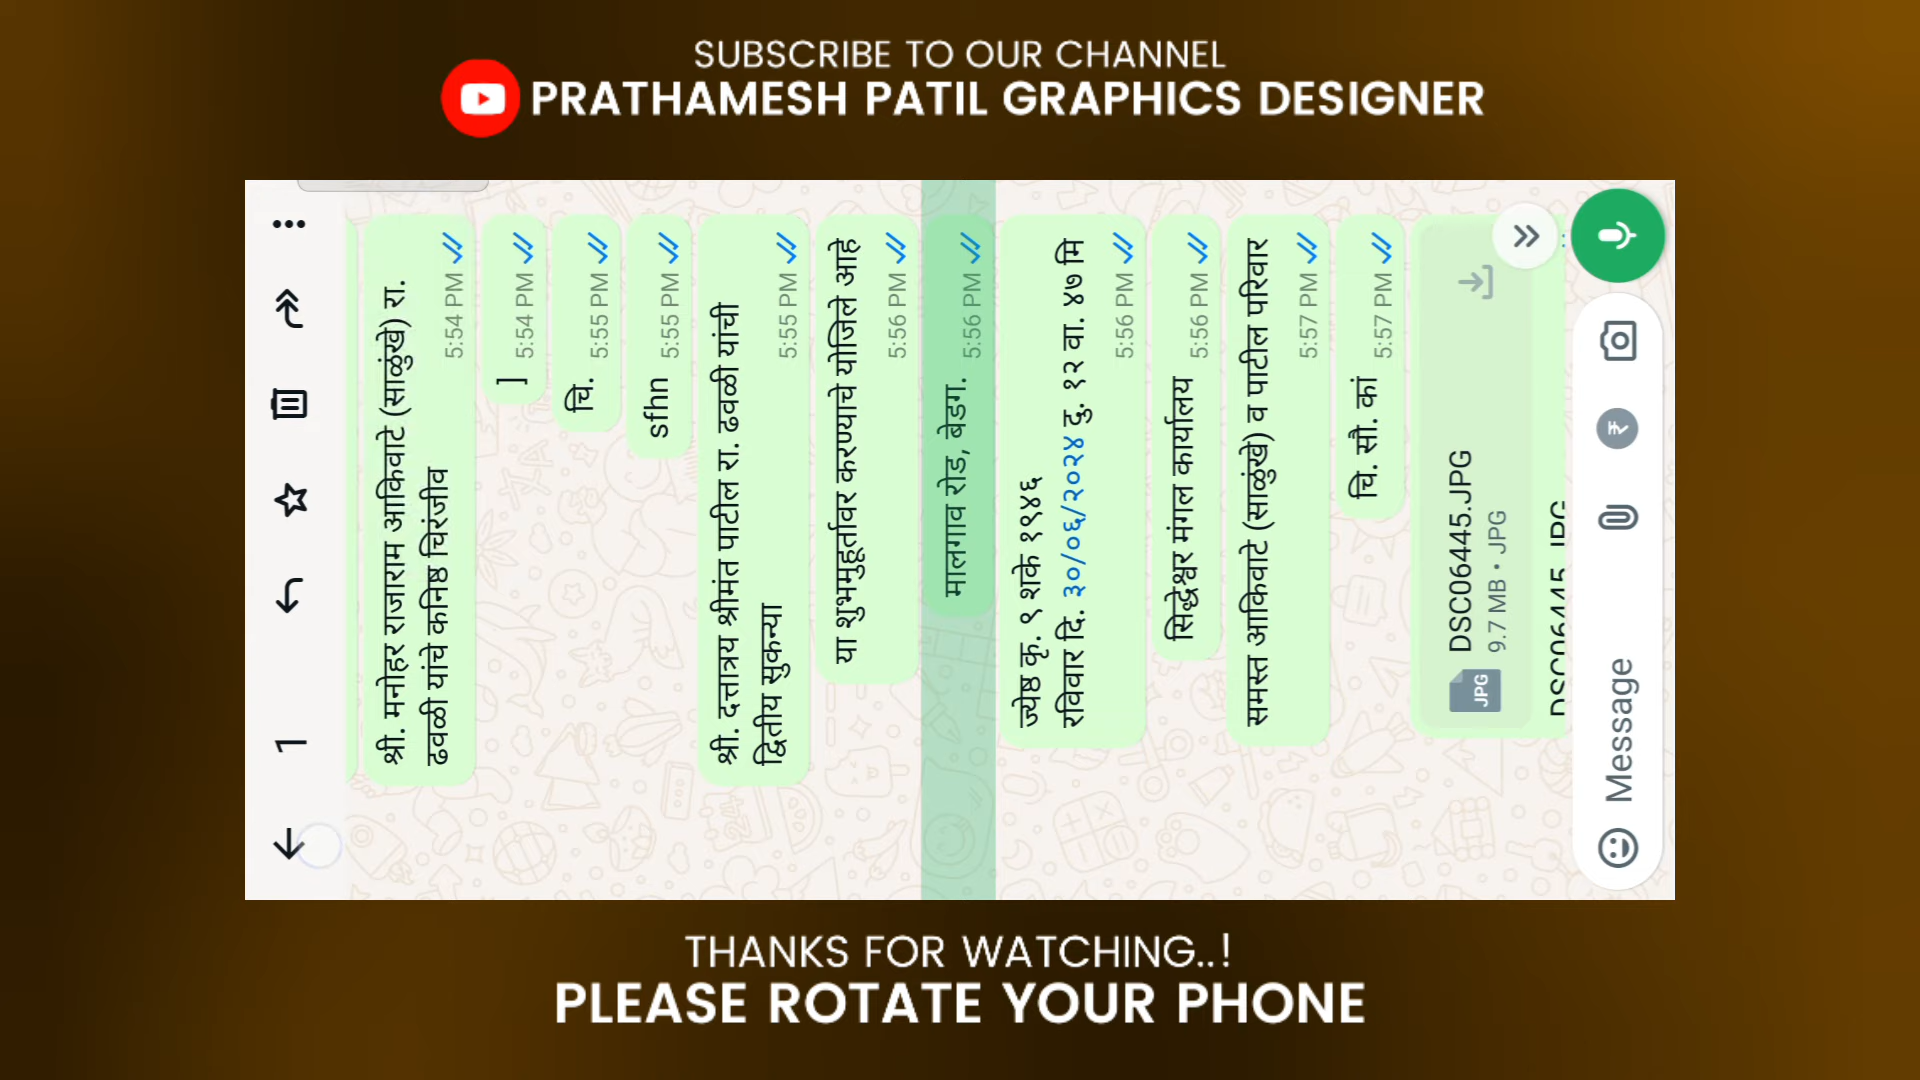 SUBSCRIBE TO OUR CHANNEL
PRATHAMESH PATIL GRAPHICS DESIGNER
1
श्री. मनोहर राजाराम आकिवाटे (साळुंखे) रा.
ढवळी यांचे कनिष्ठ चिरंजीव
5:54 PM
]
5:54 PM
चि.
5:55 PM
sfhn
5:55 PM
श्री. दत्तात्रय श्रीमंत पाटील रा. ढवळी यांची
द्वितीय सुकन्या
5:55 PM
या शुभमुहूर्तावर करण्याचे योजिले आहे
5:56 PM
मालगाव रोड, बेडग.
5:56 PM
ज्येष्ठ कृ. ९ शके १९४६
रविवार दि. ३०/०६/२०२४ दु. १२ वा. ४७ मि
5:56 PM
सिद्धेश्वर मंगल कार्यालय
5:56 PM
समस्त आकिवाटे (साळुंखे) व पाटील परिवार
5:57 PM
चि. सौ. कां
5:57 PM
JPG
DSC06445.JPG
9.7 MB • JPG
DSC06445.JPG
Message
THANKS FOR WATCHING..!
PLEASE ROTATE YOUR PHONE